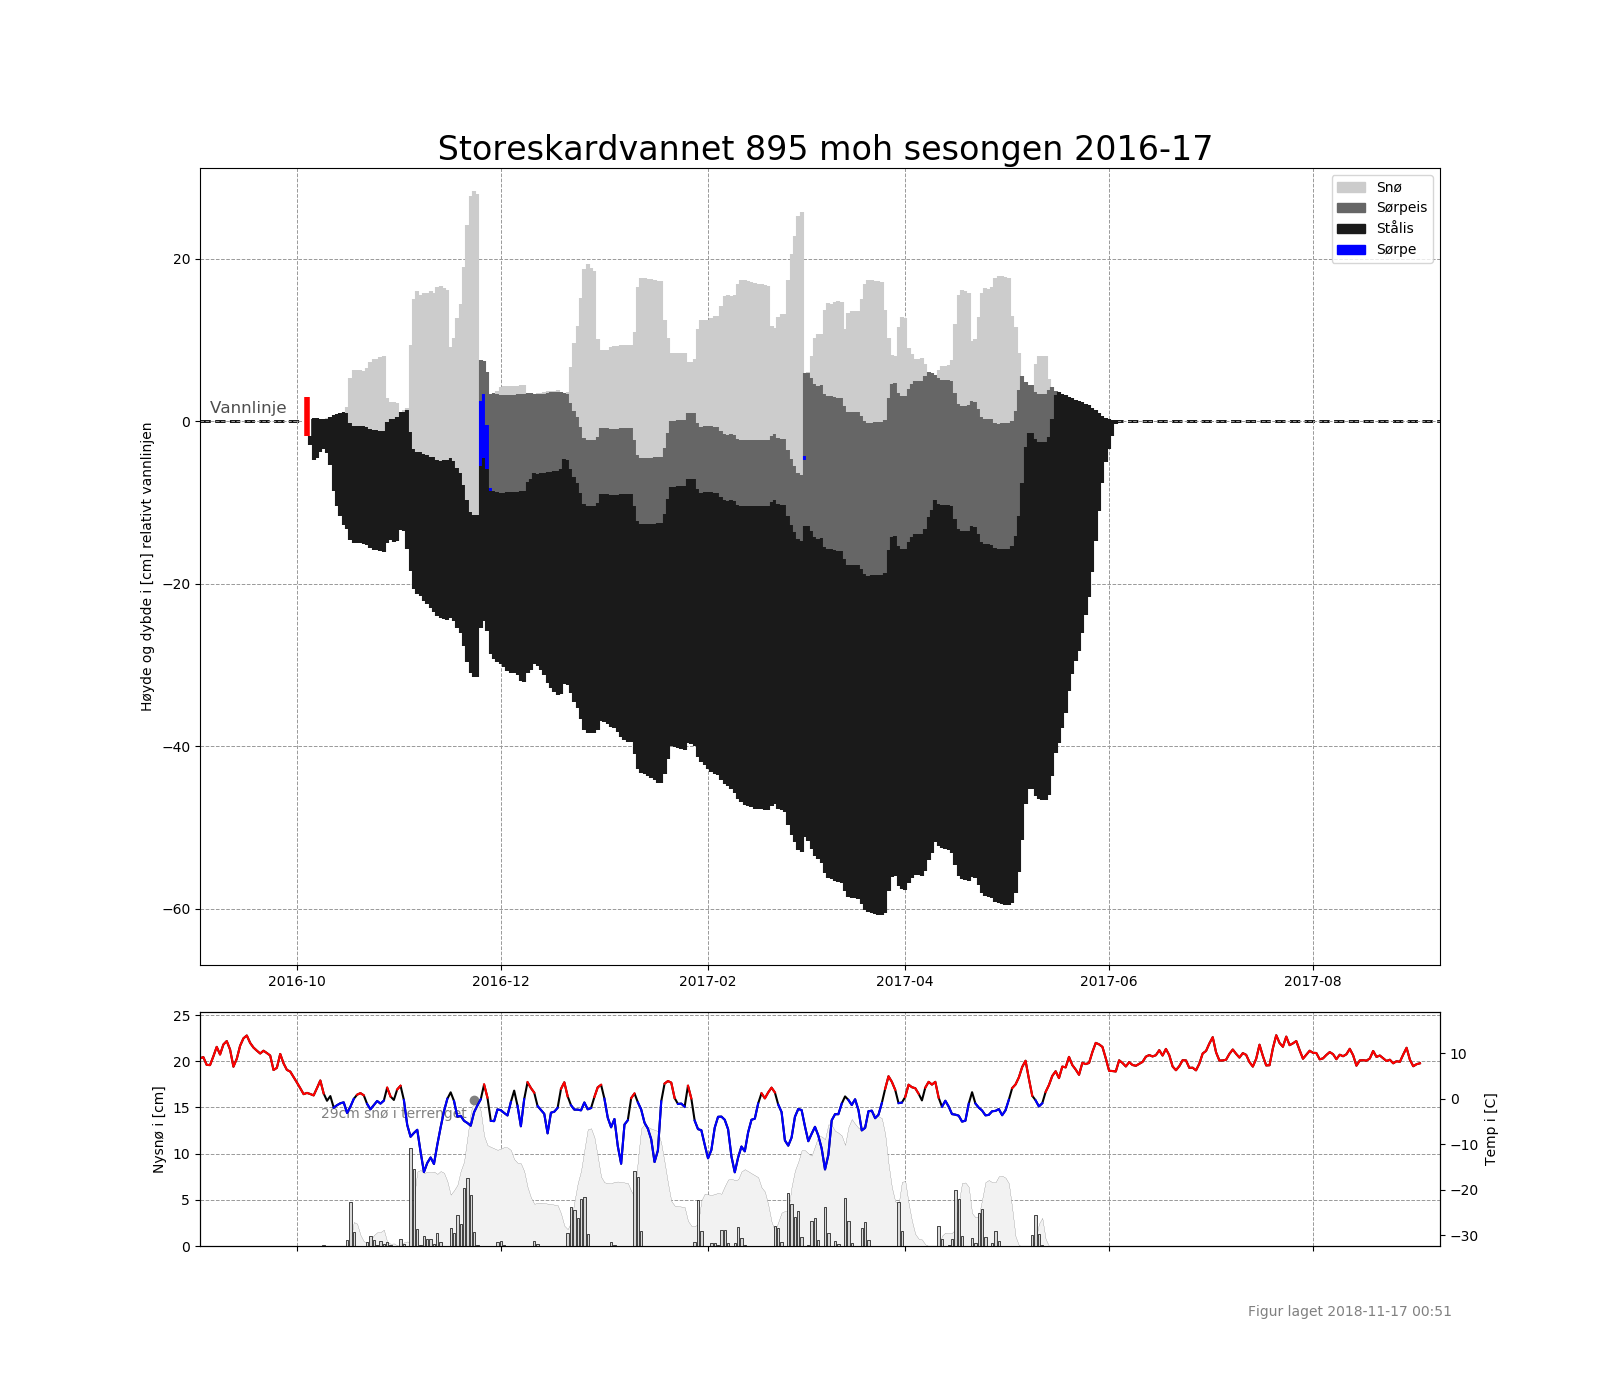 Storeskardvannet 895 moh sesongen 2016-17
Snø
Sørpeis
Stålis
Sørpe
Vannlinje
Høyde og dybde i [cm] relativt vannlinjen
20
0
−20
−40
−60
2016-10
2016-12
2017-02
2017-04
2017-06
2017-08
Nysnø i [cm]
25
20
15
10
5
0
29cm snø i terrenget
10
0
−10
−20
−30
Temp i [C]
Figur laget 2018-11-17 00:51